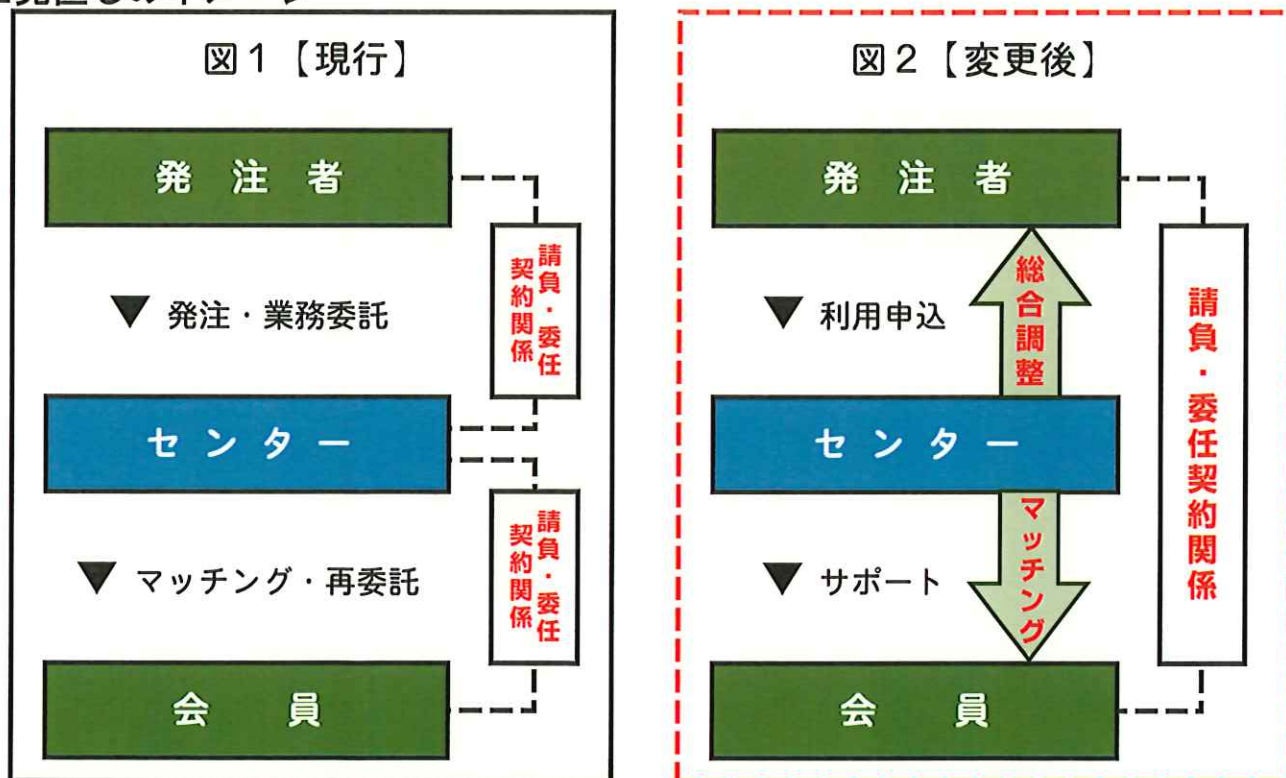 図1【現行】
発注者
▼ 発注・業務委託
請負・委任
契約関係
センター
▼ マッチング・再委託
請負・委任
契約関係
会員
図2【変更後】
発注者
▼ 利用申込
総合調整
センター
▼ サポート
マッチング
会員
請負・委任契約関係